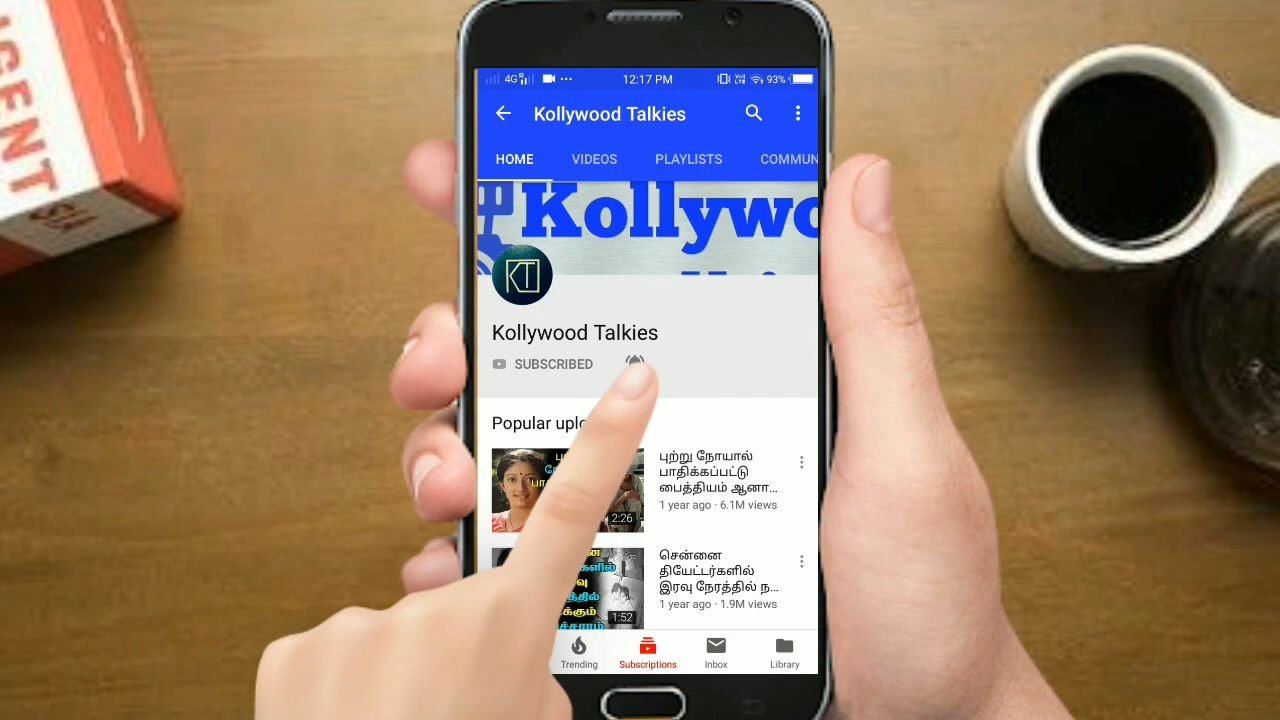 4G
12:17 PM
93%
Kollywood Talkies
HOME VIDEOS PLAYLISTS COMMUN
Kollywo
KT
Kollywood Talkies
SUBSCRIBED
Popular uplo
புற்று நோயால்
பாதிக்கப்பட்டு
பைத்தியம் ஆனா...
1 year ago · 6.1M views
2:26
சென்னை
தியேட்டர்களில்
இரவு நேரத்தில் ந...
1 year ago · 1.9M views
1:52
Trending Subscriptions Inbox Library